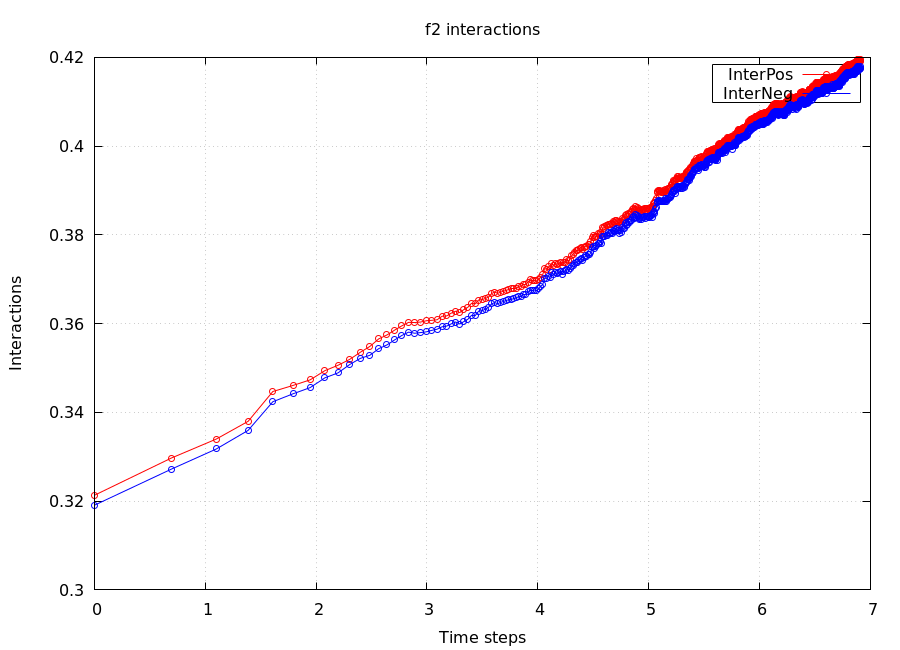 f2 interactions
0.42
0.4
0.38
0.36
0.34
0.32
0.3
Interactions
InterPos
InterNeg
0 1 2 3 4 5 6 7
Time steps